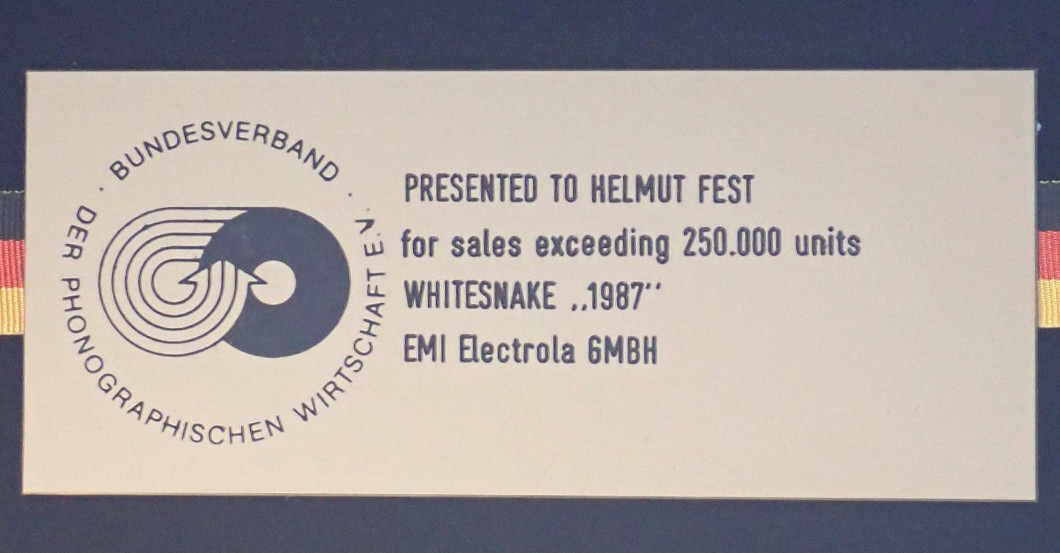 · BUNDESVERBAND ·
DER PHONOGRAPHISCHEN WIRTSCHAFT E.V.
PRESENTED TO HELMUT FEST
for sales exceeding 250.000 units
WHITESNAKE ,,1987''
EMI Electrola GMBH